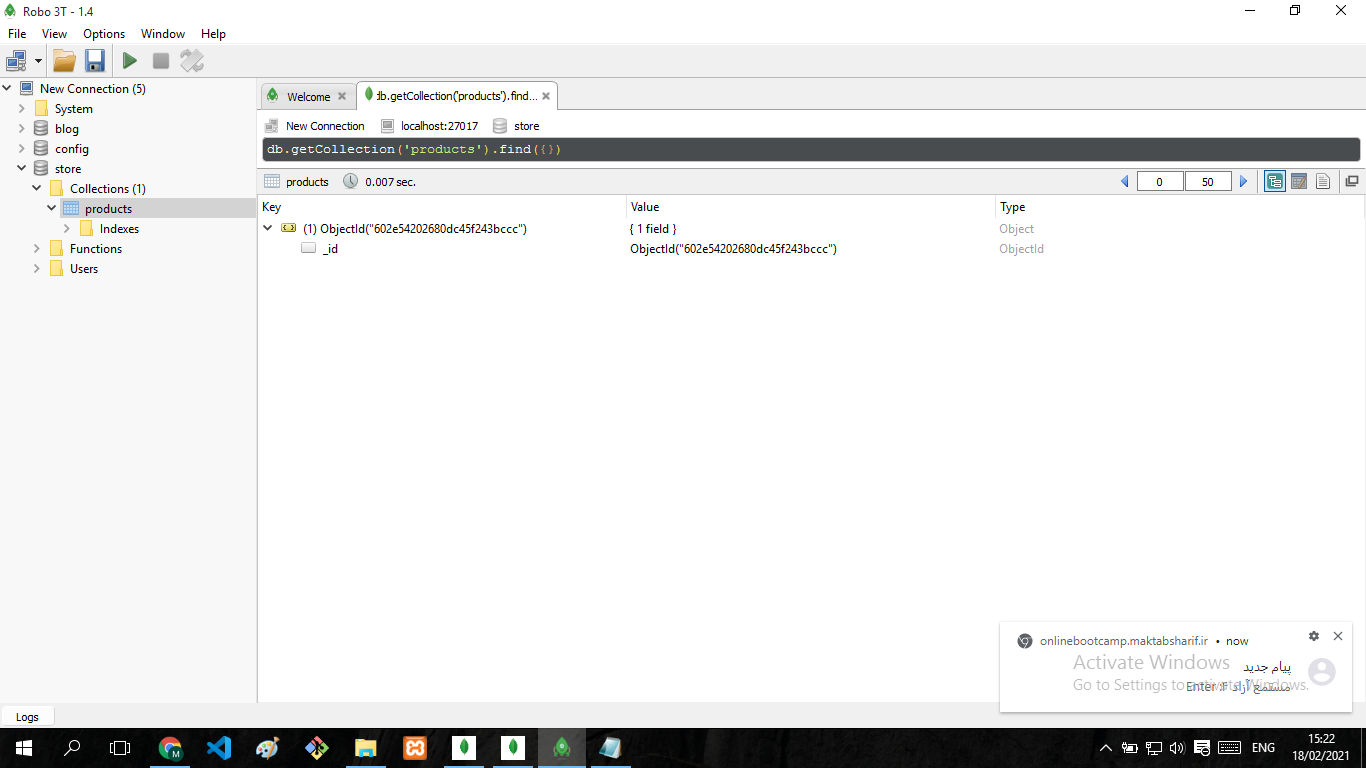 Robo 3T - 1.4
File View Options Window Help
New Connection (5)
System
blog
config
store
Collections (1)
products
Indexes
Functions
Users
Welcome
db.getCollection('products').find...
New Connection localhost:27017 store
db.getCollection('products').find({})
products 0.007 sec. 0 50
Key Value Type
(1) ObjectId("602e54202680dc45f243bccc") { 1 field } Object
_id ObjectId("602e54202680dc45f243bccc") ObjectId
onlinebootcamp.maktabsharif.ir • now
پیام جدید
مستمع آزاد ۲: Enter
Activate Windows
Go to Settings to activate Windows.
Logs
M
ENG
15:22
18/02/2021